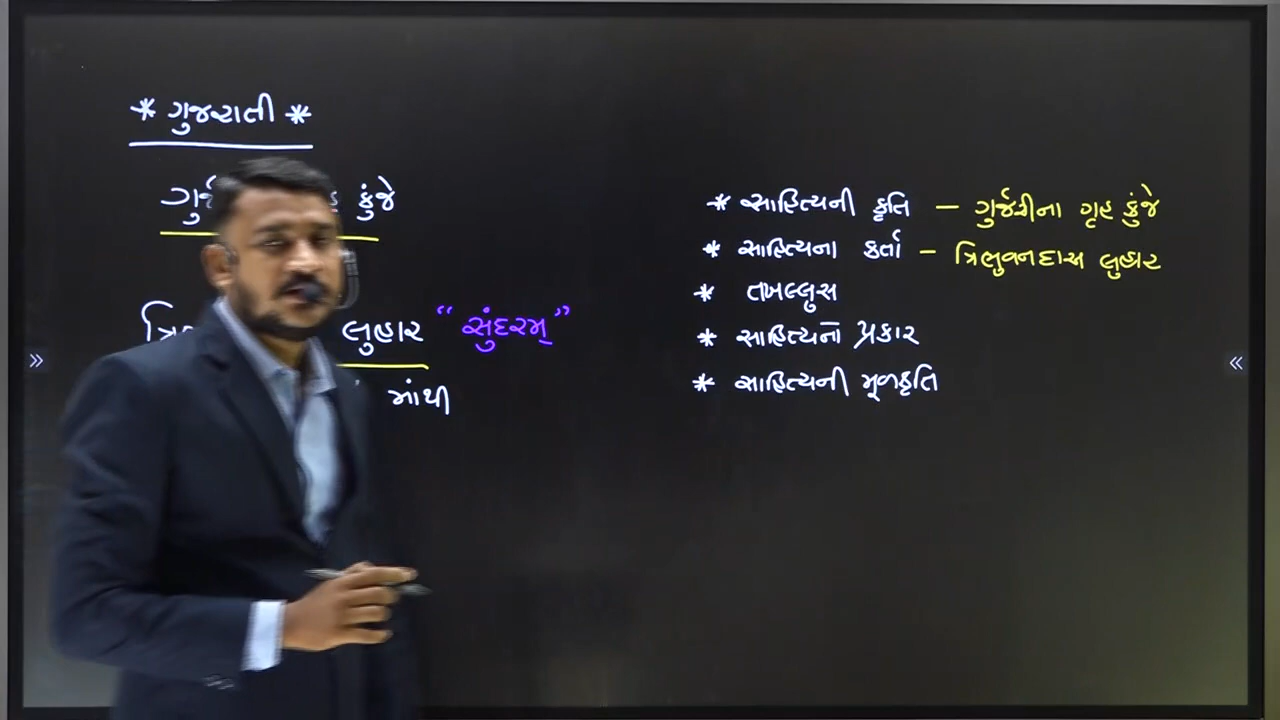 * ગુજરાતી *
કુંજે
લુહાર “સુંદરમ્”
માંથી
* સાહિત્યની કૃતિ – ગુર્જરીના ગૃહ કુંજે
* સાહિત્યના કર્તા – ત્રિભુવનદાસ લુહાર
* તખલ્લુસ
* સાહિત્યનો પ્રકાર
* સાહિત્યની મૂળકૃતિ